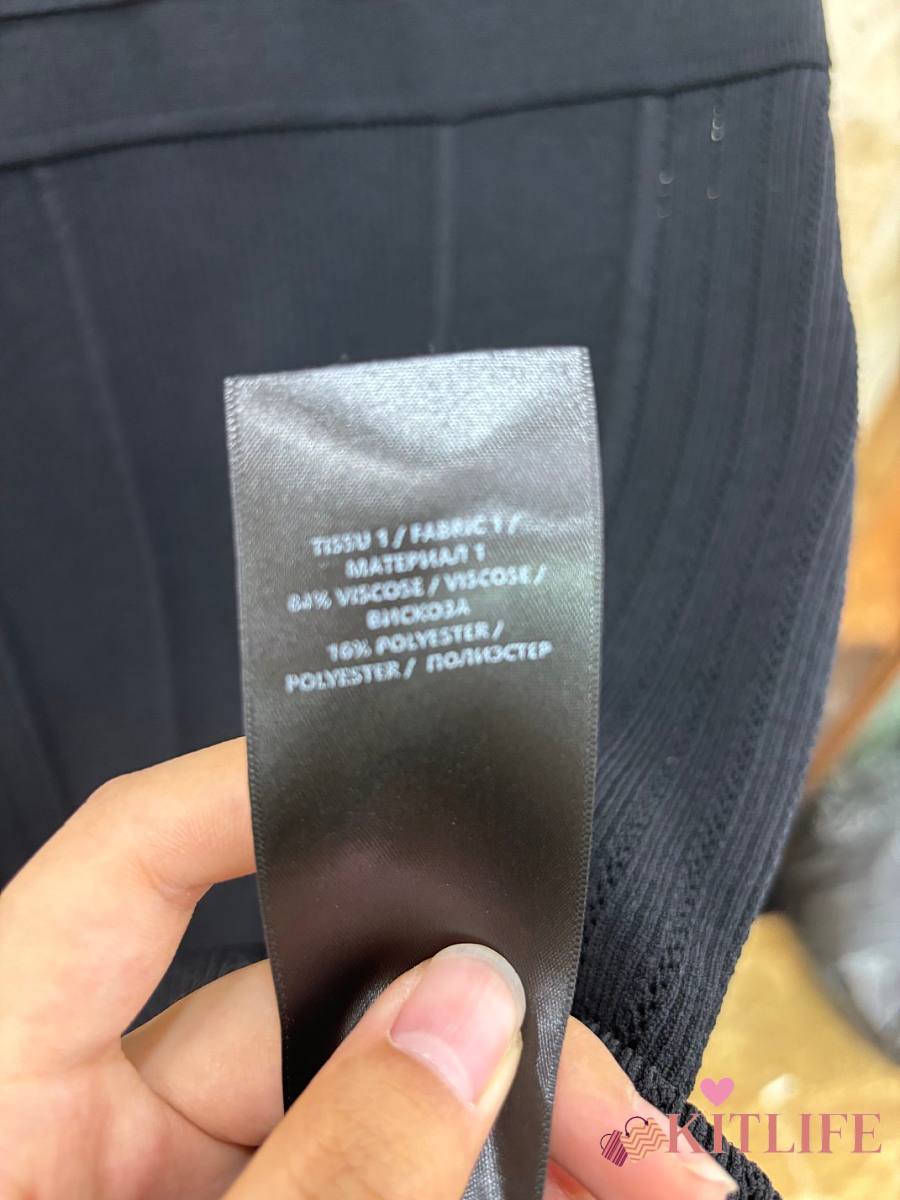 TISSU 1 / FABRIC 1 /
МАТЕРИАЛ 1
84% VISCOSE / VISCOSE /
ВИСКОЗА
16% POLYESTER /
POLYESTER / ПОЛИЭСТЕР
KITLIFE